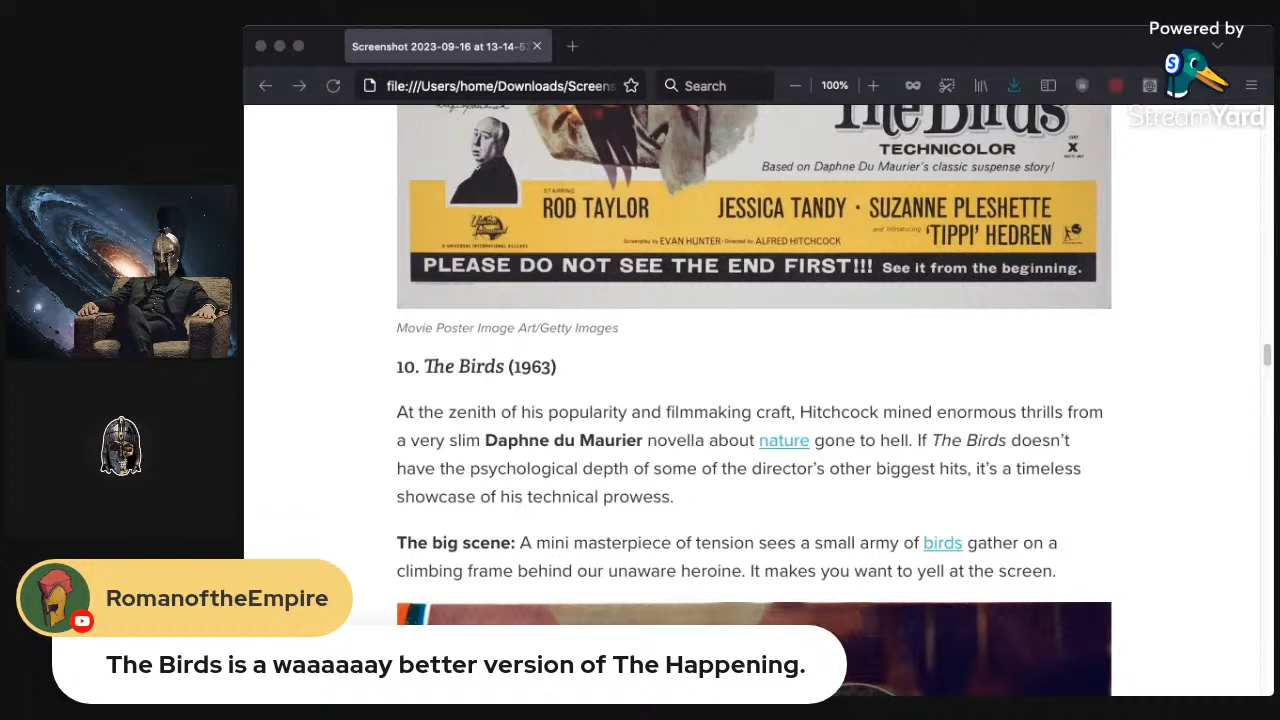 Powered by
StreamYard
Screenshot 2023-09-16 at 13-14-5
file:///Users/home/Downloads/Screens
Search
100%
The Birds
TECHNICOLOR
X
Based on Daphne Du Maurier's classic suspense story!
STARRING
ROD TAYLOR
JESSICA TANDY · SUZANNE PLESHETTE
and Introducing 'TIPPI' HEDREN
Screenplay by EVAN HUNTER · Directed by ALFRED HITCHCOCK
A UNIVERSAL-INTERNATIONAL RELEASE
PLEASE DO NOT SEE THE END FIRST!!! See it from the beginning.
Movie Poster Image Art/Getty Images
10. The Birds (1963)
At the zenith of his popularity and filmmaking craft, Hitchcock mined enormous thrills from
a very slim Daphne du Maurier novella about nature gone to hell. If The Birds doesn't
have the psychological depth of some of the director's other biggest hits, it's a timeless
showcase of his technical prowess.
The big scene: A mini masterpiece of tension sees a small army of birds gather on a
climbing frame behind our unaware heroine. It makes you want to yell at the screen.
RomanoftheEmpire
The Birds is a waaaaaay better version of The Happening.